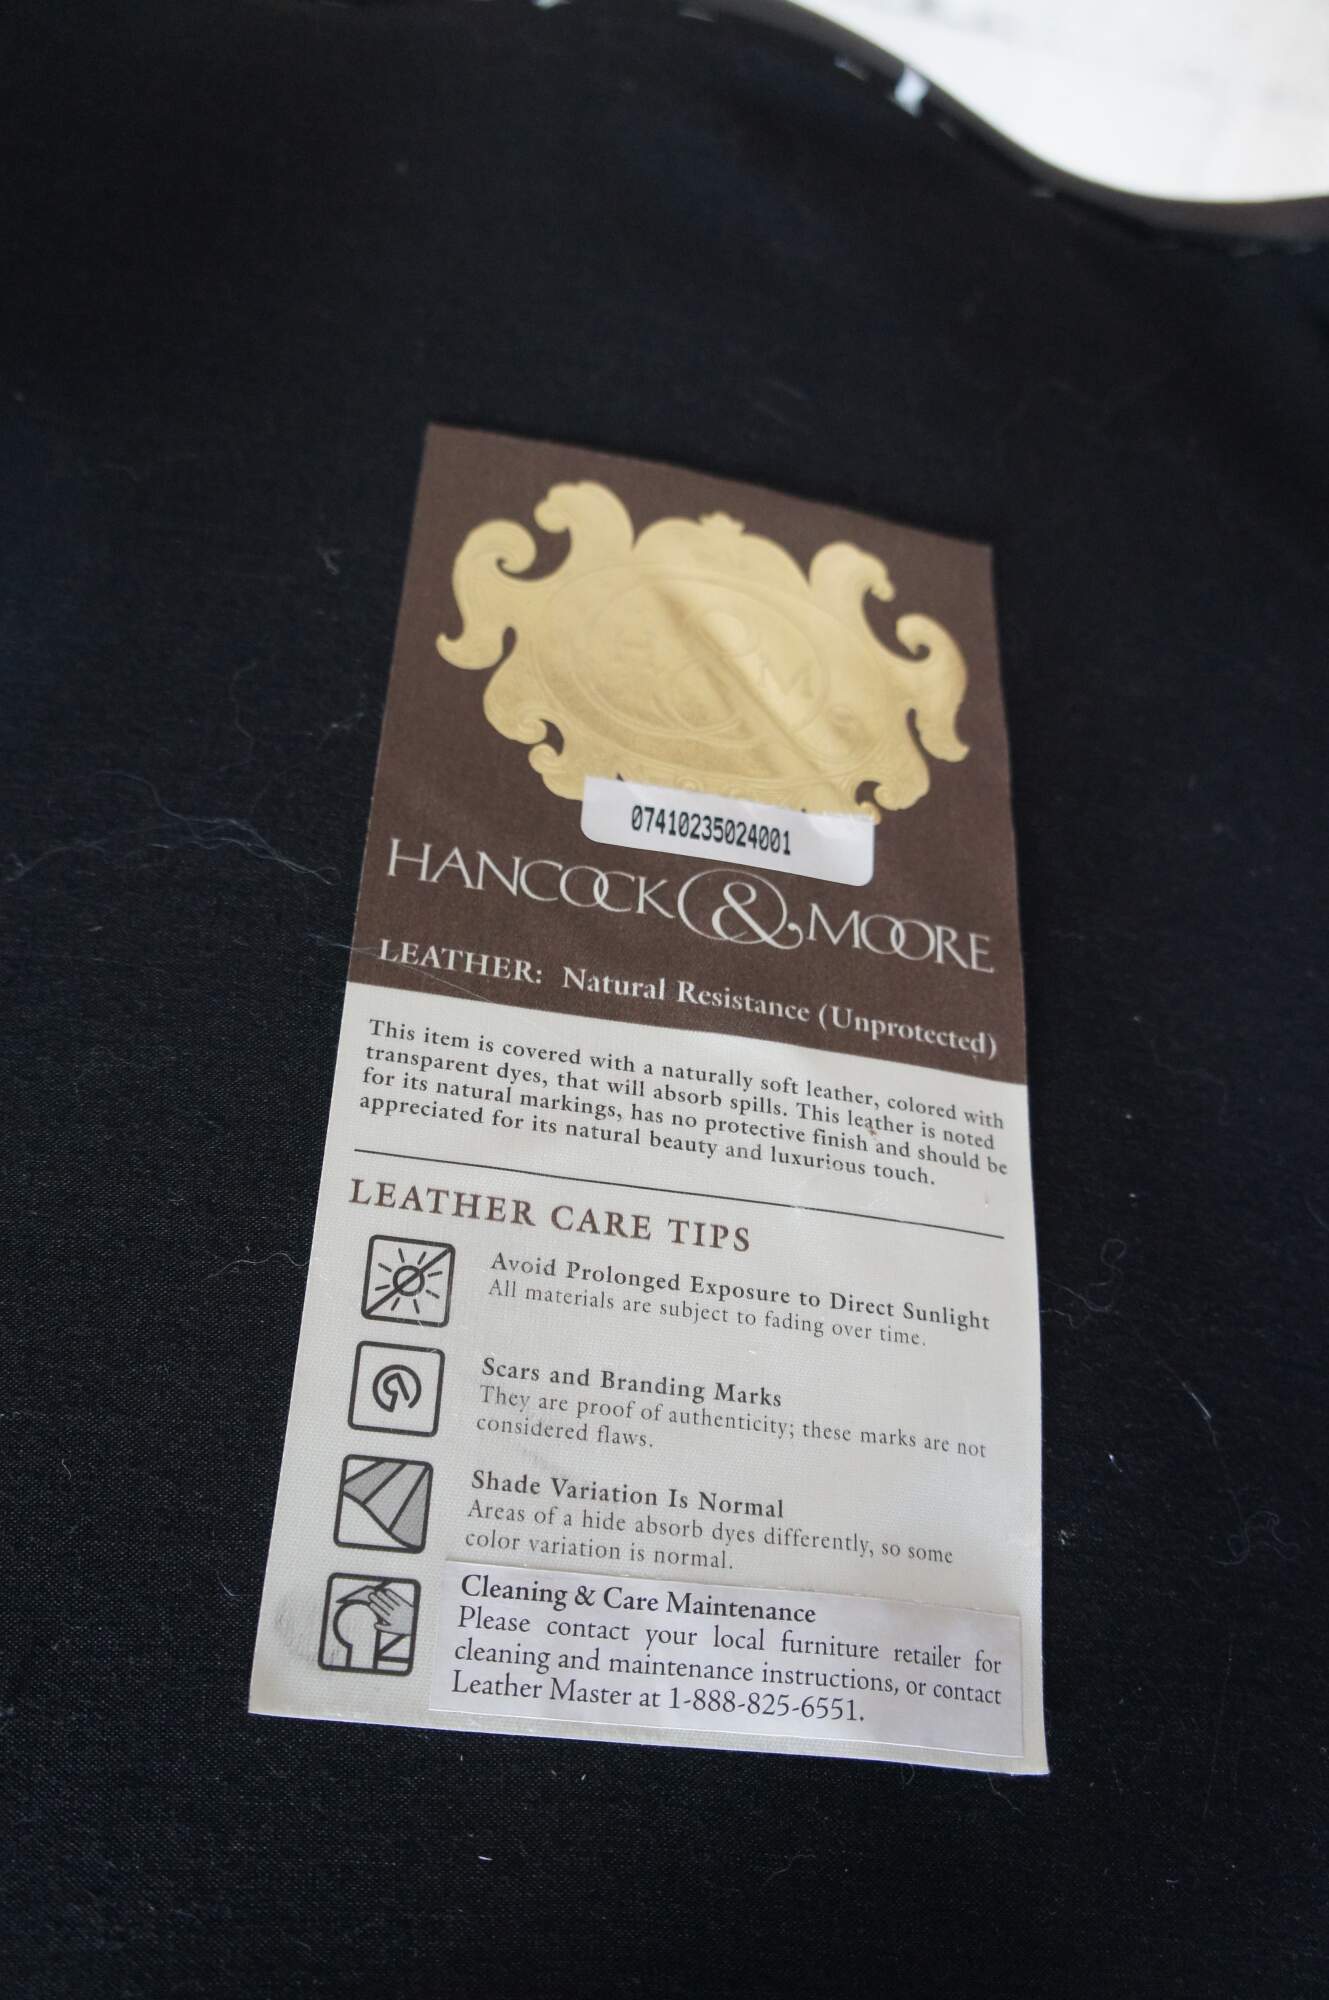 H & M
07410235024001
HANCOCK & MOORE
LEATHER: Natural Resistance (Unprotected)
This item is covered with a naturally soft leather, colored with
transparent dyes, that will absorb spills. This leather is noted
for its natural markings, has no protective finish and should be
appreciated for its natural beauty and luxurious touch.
LEATHER CARE TIPS
Avoid Prolonged Exposure to Direct Sunlight
All materials are subject to fading over time.
Scars and Branding Marks
They are proof of authenticity; these marks are not
considered flaws.
Shade Variation Is Normal
Areas of a hide absorb dyes differently, so some
color variation is normal.
Cleaning & Care Maintenance
Please contact your local furniture retailer for
cleaning and maintenance instructions, or contact
Leather Master at 1-888-825-6551.